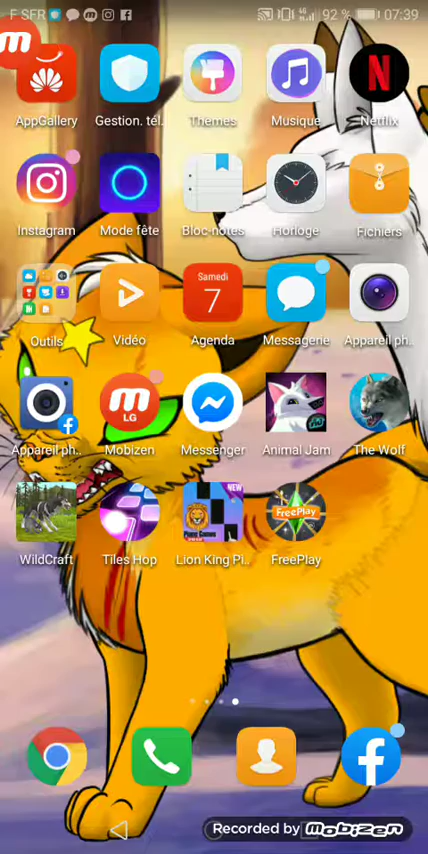 F SFR 92 % 07:39
AppGallery Gestion. tél. Thèmes Musique Netflix
Instagram Mode fête Bloc-notes Horloge Fichiers
Samedi
7
Outils Vidéo Agenda Messagerie Appareil ph..
LG
Appareil ph.. Mobizen Messenger Animal Jam The Wolf
NEW
FreePlay
WildCraft Tiles Hop Lion King Pi.. FreePlay
Recorded by mobizen